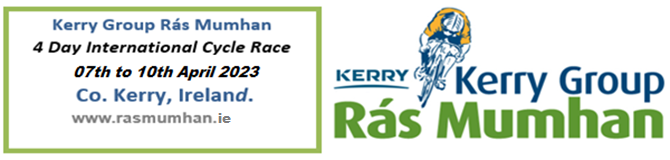 Kerry Group Rás Mumhan
4 Day International Cycle Race
07th to 10th April 2023
Co. Kerry, Ireland.
www.rasmumhan.ie
KERRY
Kerry Group
Rás Mumhan